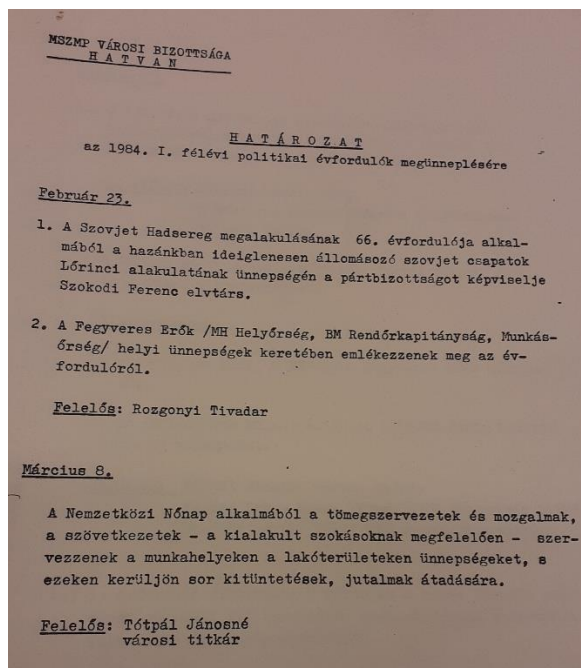 MSZMP VÁROSI BIZOTTSÁGA
H A T V A N
H A T Á R O Z A T
az 1984. I. félévi politikai évfordulók megünneplésére
Február 23.
1. A Szovjet Hadsereg megalakulásának 66. évfordulója alkal-
mából a hazánkban ideiglenesen állomásozó szovjet csapatok
Lőrinci alakulatának ünnepségén a pártbizottságot képviselje
Szokodi Ferenc elvtárs.
2. A Fegyveres Erők /MH Helyőrség, BM Rendőrkapitányság, Munkás-
őrség/ helyi ünnepségek keretében emlékezzenek meg az év-
fordulóról.
Felelős: Rozgonyi Tivadar
Március 8.
A Nemzetközi Nőnap alkalmából a tömegszervezetek és mozgalmak,
a szövetkezetek - a kialakult szokásoknak megfelelően - szer-
vezzenek a munkahelyeken a lakóterületeken ünnepségeket, s
ezeken kerüljön sor kitüntetések, jutalmak átadására.
Felelős: Tótpál Jánosné
városi titkár